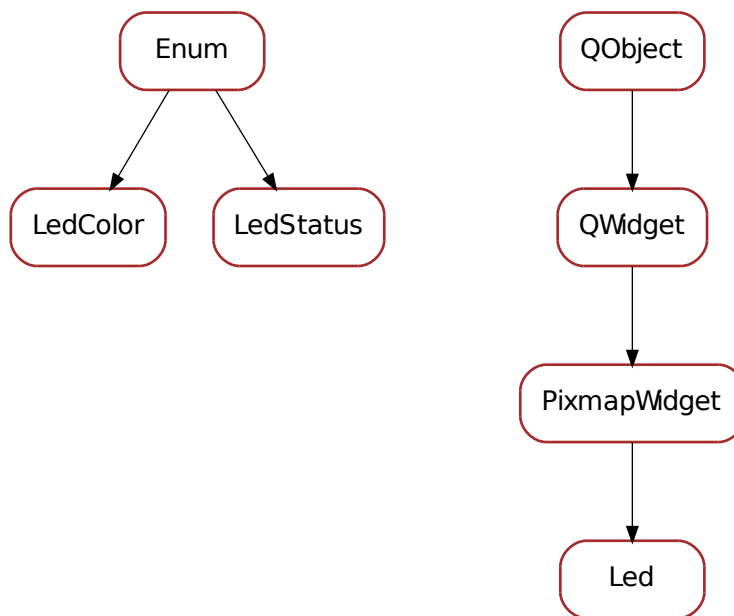 Enum
QObject
LedColor
LedStatus
QWidget
PixmapWidget
Led